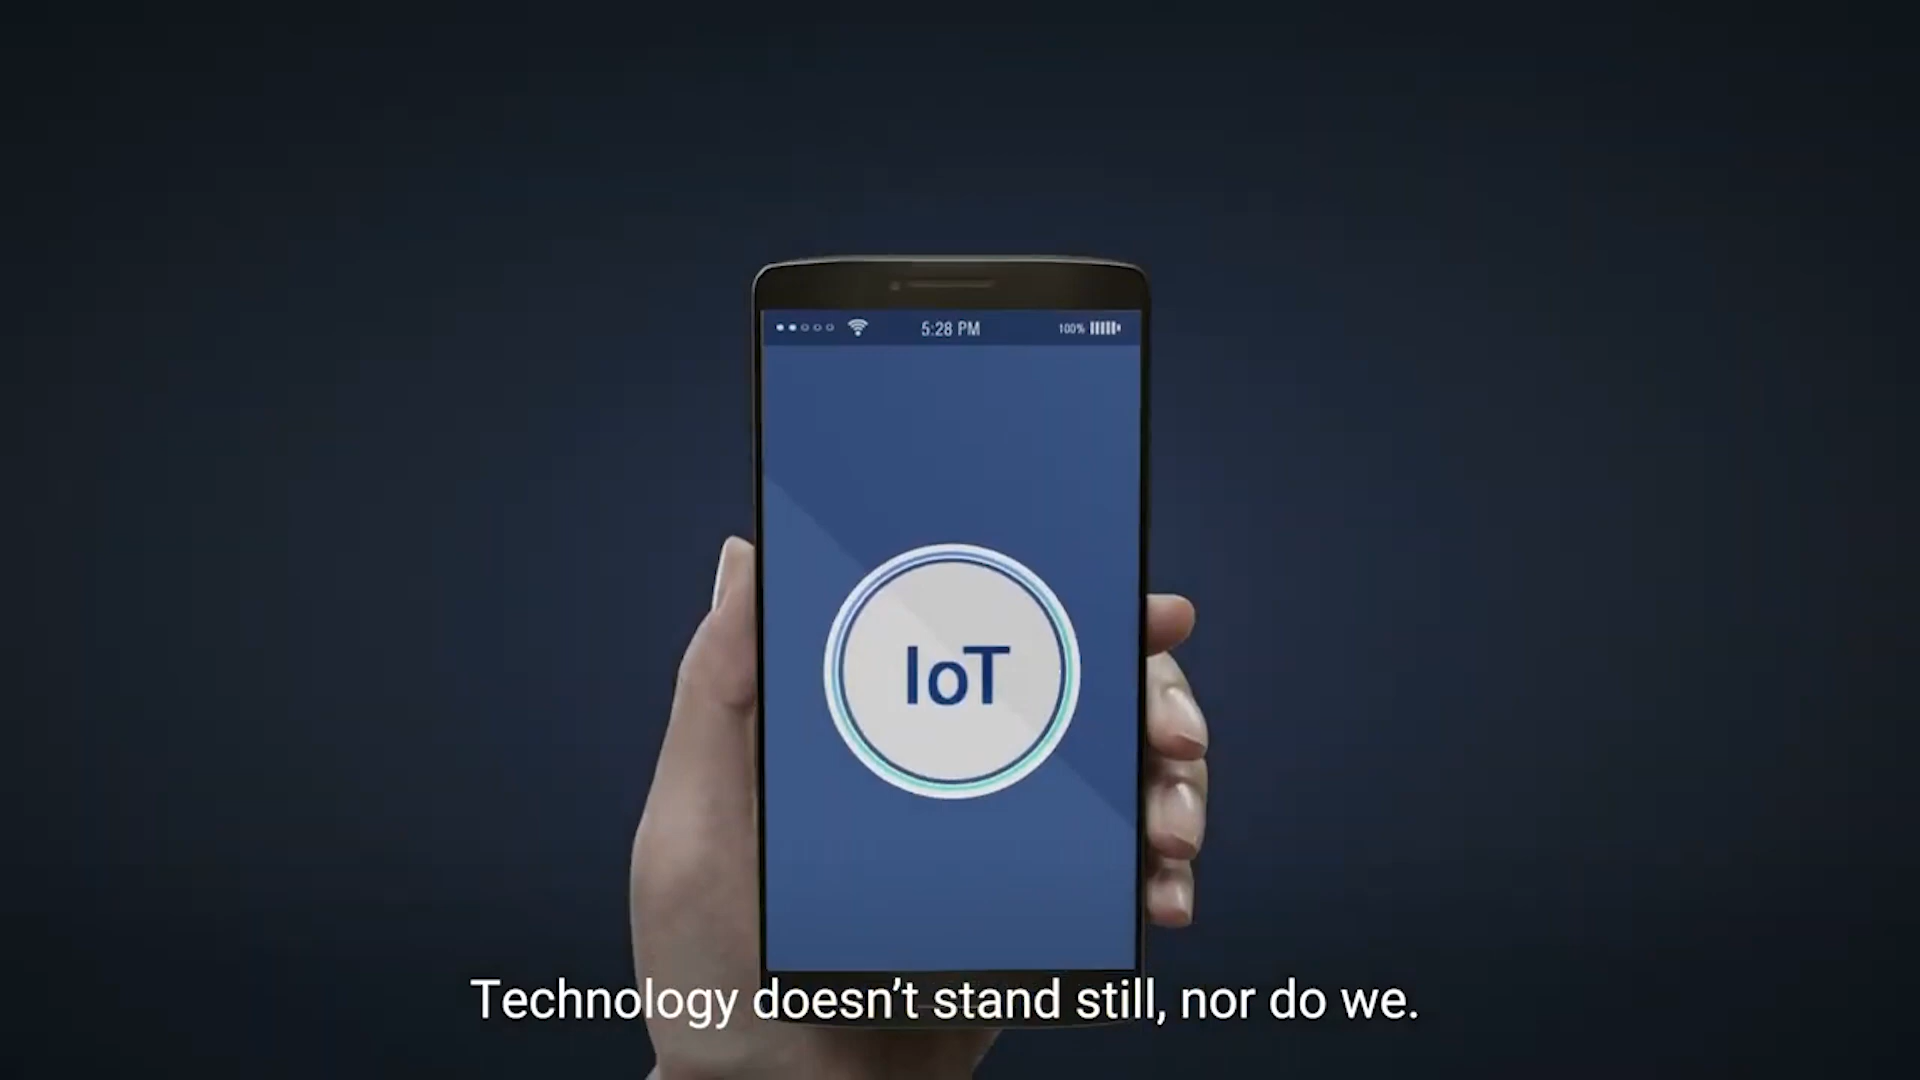 5:28 PM
100%
IoT
Technology doesn’t stand still, nor do we.